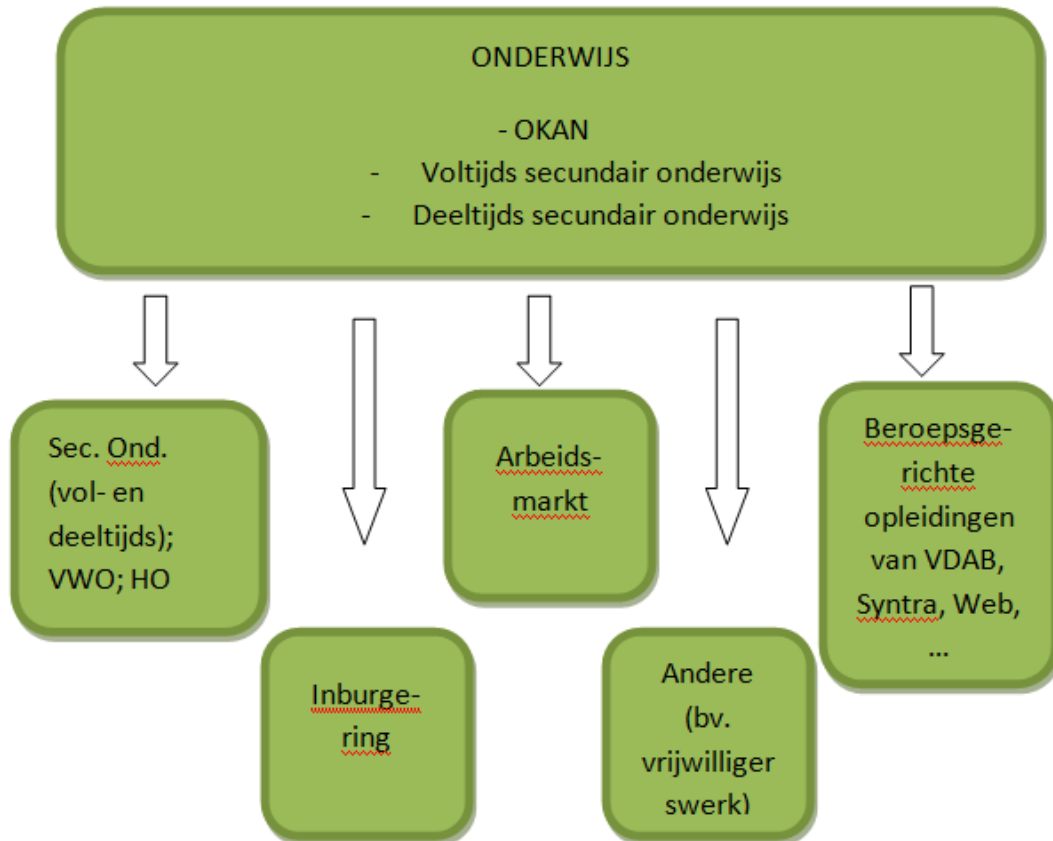 ONDERWIJS
- OKAN
- Voltijds secundair onderwijs
- Deeltijds secundair onderwijs
Sec. Ond.
(vol- en
deeltijds);
VWO; HO
Inburge-
ring
Arbeids-
markt
Andere
(bv.
vrijwilliger
swerk)
Beroepsge-
richte
opleidingen
van VDAB,
Syntra, Web,
...